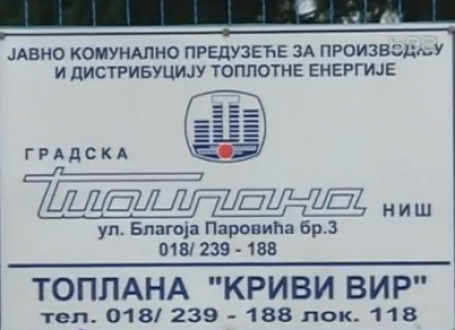 ЈАВНО КОМУНАЛНО ПРЕДУЗЕЋЕ ЗА ПРОИЗВОДЊУ
И ДИСТРИБУЦИЈУ ТОПЛОТНЕ ЕНЕРГИЈЕ
ГРАДСКА
Топлана НИШ
ул. Благоја Паровића бр.3
018/ 239 - 188
ТОПЛАНА "КРИВИ ВИР"
тел. 018/ 239 - 188 лок. 118